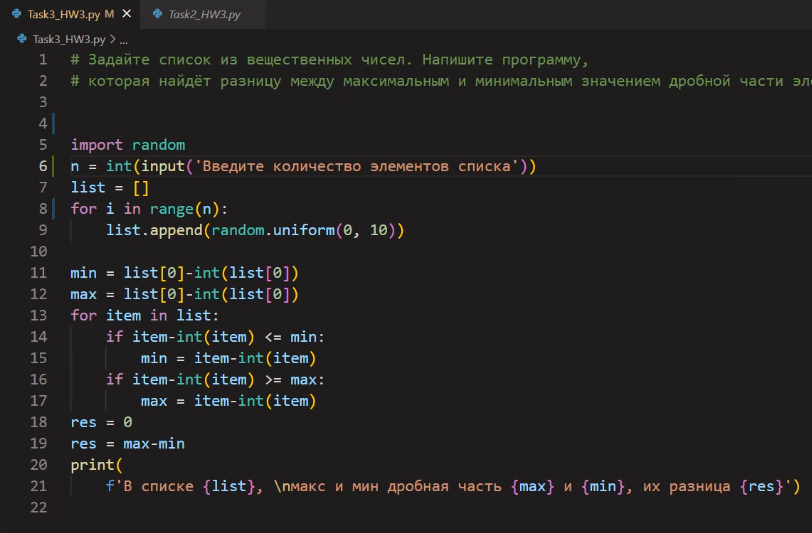 Task3_HW3.py M Task2_HW3.py
Task3_HW3.py > ...
1 # Задайте список из вещественных чисел. Напишите программу,
2 # которая найдёт разницу между максимальным и минимальным значением дробной части эл
3
4
5 import random
6 n = int(input('Введите количество элементов списка'))
7 list = []
8 for i in range(n):
9     list.append(random.uniform(0, 10))
10
11 min = list[0]-int(list[0])
12 max = list[0]-int(list[0])
13 for item in list:
14     if item-int(item) <= min:
15         min = item-int(item)
16     if item-int(item) >= max:
17         max = item-int(item)
18 res = 0
19 res = max-min
20 print(
21     f'В списке {list}, \nмакс и мин дробная часть {max} и {min}, их разница {res}')
22